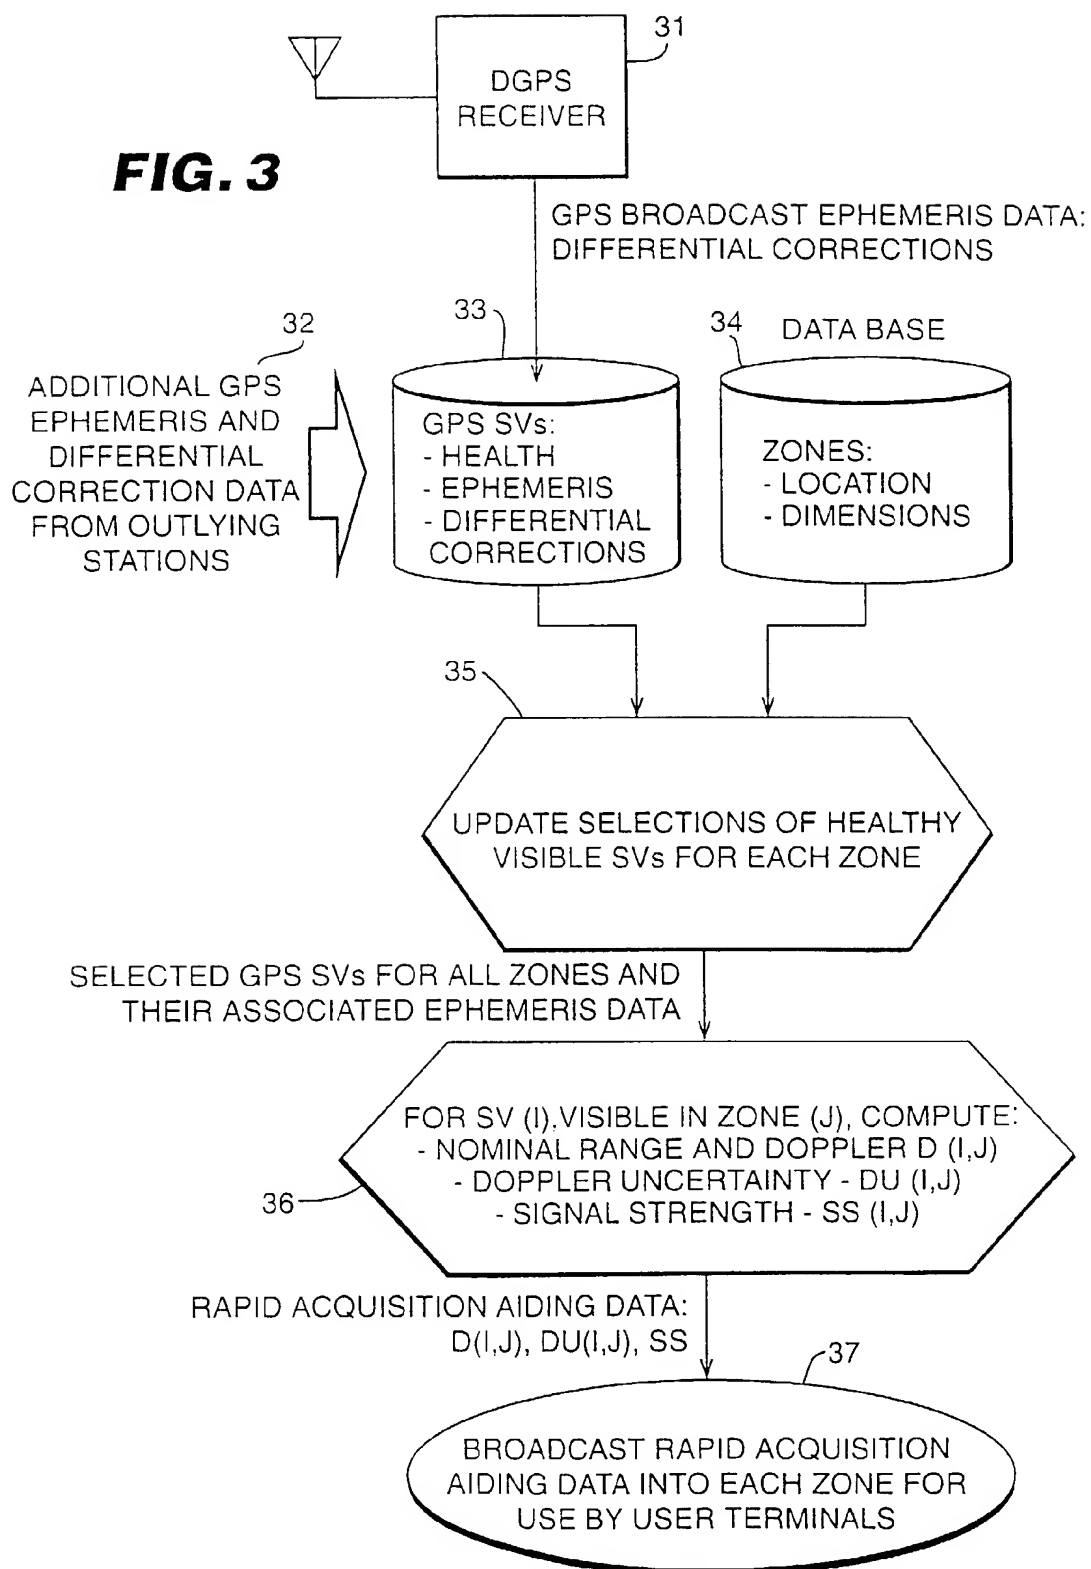 31
DGPS
RECEIVER
FIG. 3
GPS BROADCAST EPHEMERIS DATA:
DIFFERENTIAL CORRECTIONS
32
ADDITIONAL GPS
EPHEMERIS AND
DIFFERENTIAL
CORRECTION DATA
FROM OUTLYING
STATIONS
33
GPS SVs:
- HEALTH
- EPHEMERIS
- DIFFERENTIAL
CORRECTIONS
34
DATA BASE
ZONES:
- LOCATION
- DIMENSIONS
35
UPDATE SELECTIONS OF HEALTHY
VISIBLE SVs FOR EACH ZONE
SELECTED GPS SVs FOR ALL ZONES AND
THEIR ASSOCIATED EPHEMERIS DATA
FOR SV (I),VISIBLE IN ZONE (J), COMPUTE:
- NOMINAL RANGE AND DOPPLER D (I,J)
- DOPPLER UNCERTAINTY - DU (I,J)
- SIGNAL STRENGTH - SS (I,J)
36
RAPID ACQUISITION AIDING DATA:
D(I,J), DU(I,J), SS
37
BROADCAST RAPID ACQUISITION
AIDING DATA INTO EACH ZONE FOR
USE BY USER TERMINALS